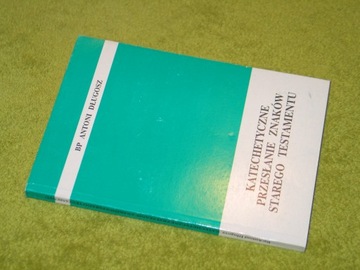 BP ANTONI DŁUGOSZ
KATECHETYCZNE
PRZESŁANIE ZNAKÓW
STAREGO TESTAMENTU